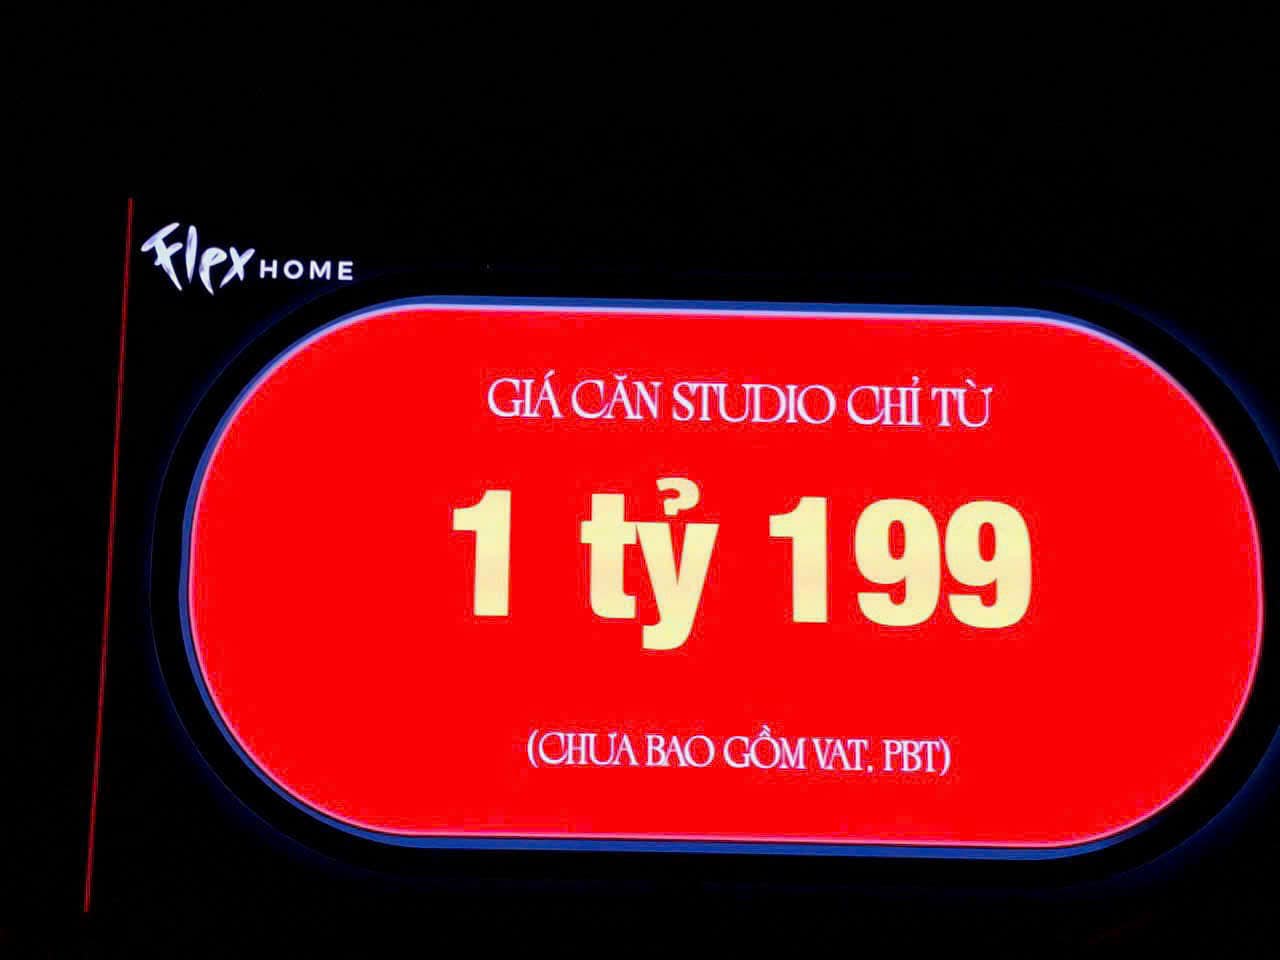 Flex HOME
GIÁ CĂN STUDIO CHỈ TỪ
1 tỷ 199
(CHƯA BAO GỒM VAT, PBT)